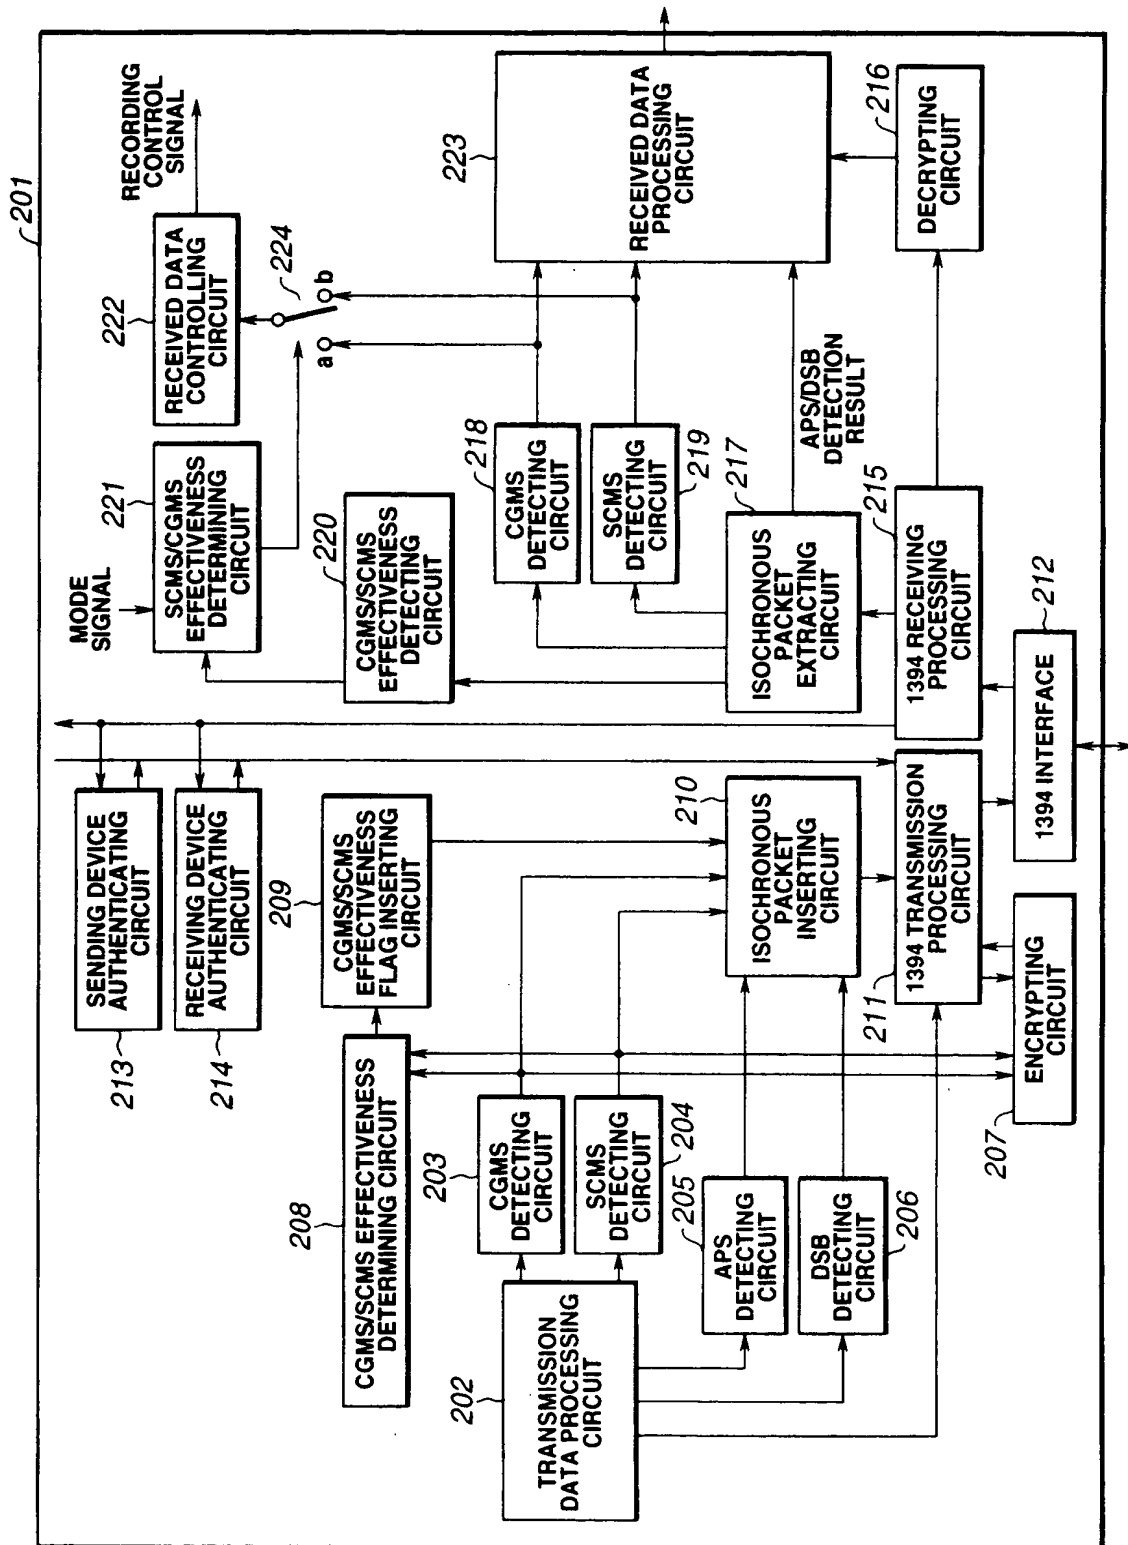 201
RECORDING
CONTROL
SIGNAL
222
RECEIVED DATA
CONTROLLING
CIRCUIT
224
a
b
MODE
SIGNAL
221
SCMS/CGMS
EFFECTIVENESS
DETERMINING
CIRCUIT
220
CGMS/SCMS
EFFECTIVENESS
DETECTING
CIRCUIT
223
RECEIVED DATA
PROCESSING
CIRCUIT
218
CGMS
DETECTING
CIRCUIT
219
SCMS
DETECTING
CIRCUIT
APS/DSB
DETECTION
RESULT
217
ISOCHRONOUS
PACKET
EXTRACTING
CIRCUIT
216
DECRYPTING
CIRCUIT
215
1394 RECEIVING
PROCESSING
CIRCUIT
212
1394 INTERFACE
SENDING DEVICE
AUTHENTICATING
CIRCUIT
213
RECEIVING DEVICE
AUTHENTICATING
CIRCUIT
214
209
CGMS/SCMS
EFFECTIVENESS
FLAG INSERTING
CIRCUIT
210
ISOCHRONOUS
PACKET
INSERTING
CIRCUIT
211
1394 TRANSMISSION
PROCESSING
CIRCUIT
207
ENCRYPTING
CIRCUIT
208
CGMS/SCMS EFFECTIVENESS
DETERMINING CIRCUIT
203
CGMS
DETECTING
CIRCUIT
204
SCMS
DETECTING
CIRCUIT
205
APS
DETECTING
CIRCUIT
206
DSB
DETECTING
CIRCUIT
202
TRANSMISSION
DATA PROCESSING
CIRCUIT